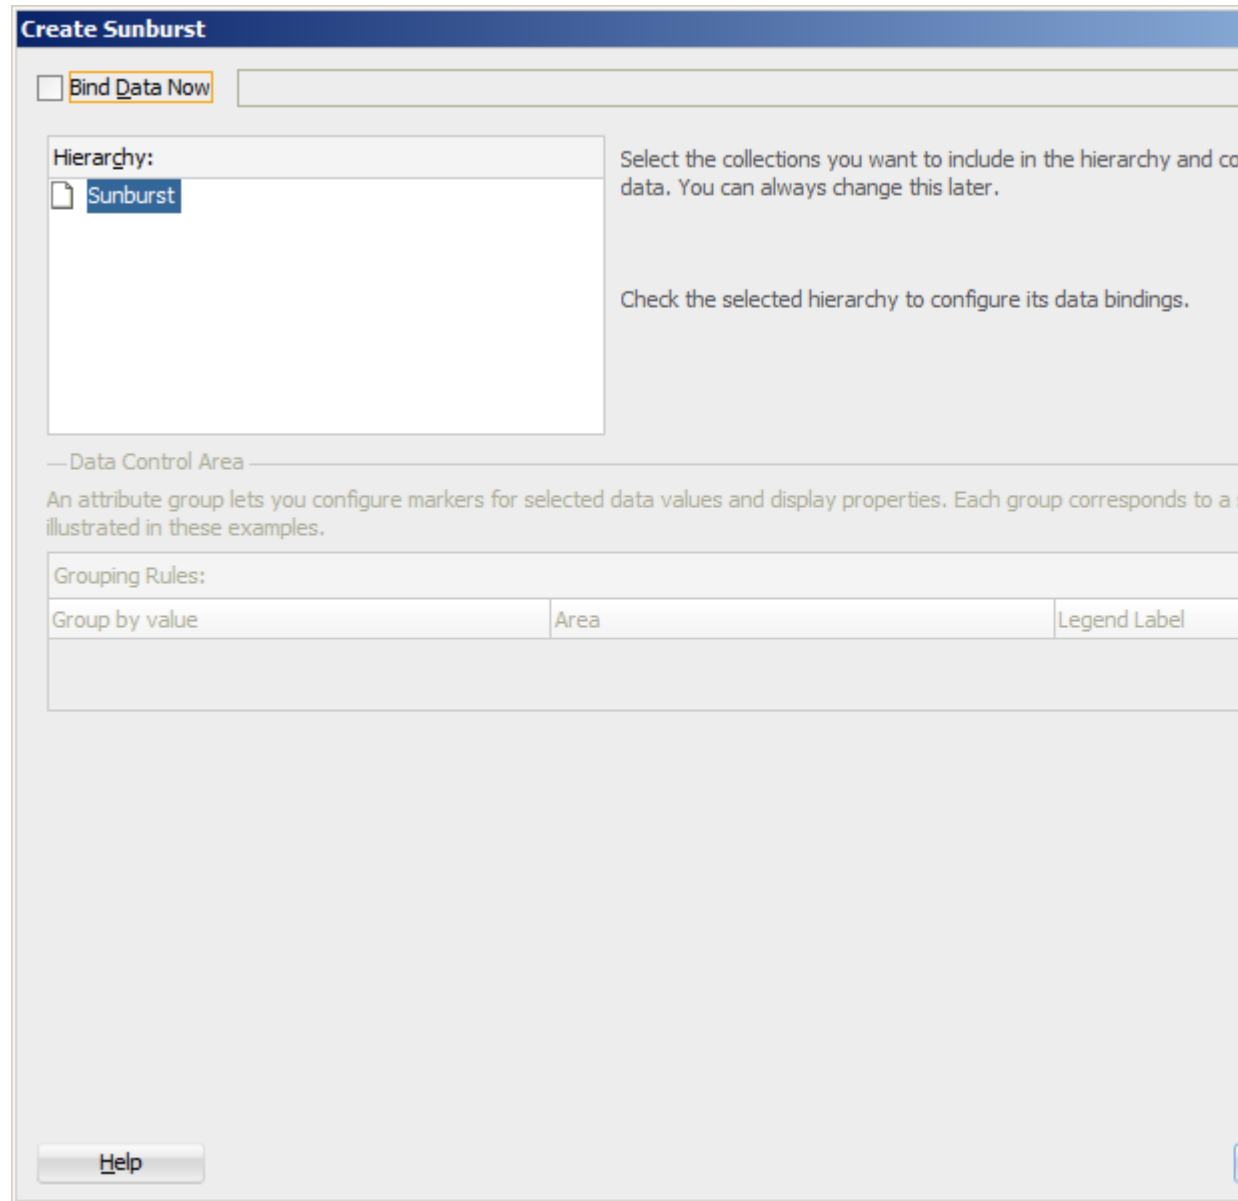 Create Sunburst
Bind Data Now
Hierarchy:
Sunburst
Select the collections you want to include in the hierarchy and co
data. You can always change this later.
Check the selected hierarchy to configure its data bindings.
Data Control Area
An attribute group lets you configure markers for selected data values and display properties. Each group corresponds to a
illustrated in these examples.
Grouping Rules:
Group by value
Area
Legend Label
Help